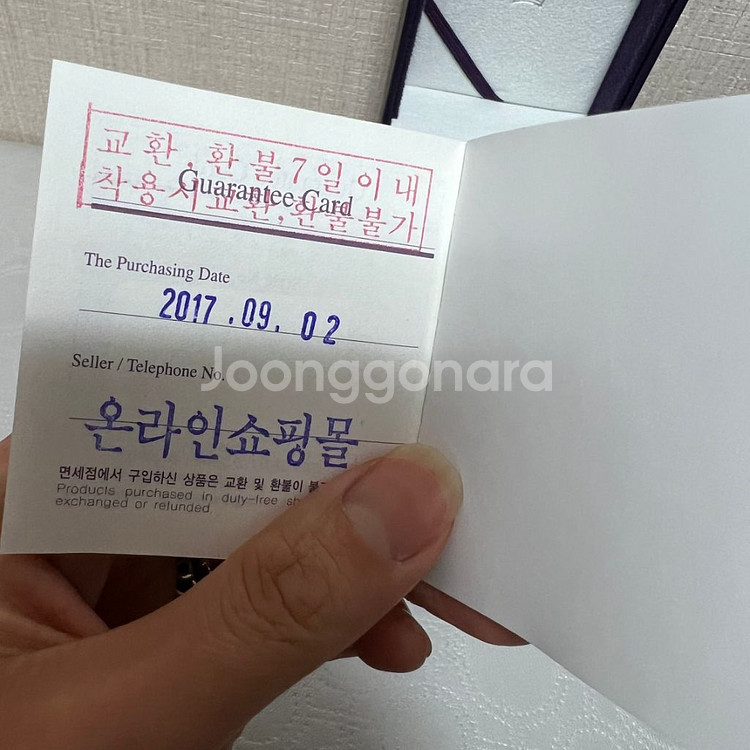 교환,환불7일이내
착용시교환,환불불가
Guarantee Card
The Purchasing Date
2017.09.02
Seller / Telephone No.
Joonggonara
온라인쇼핑몰
면세점에서 구입하신 상품은 교환 및 환불이
Products purchased in duty-free
exchanged or refunded